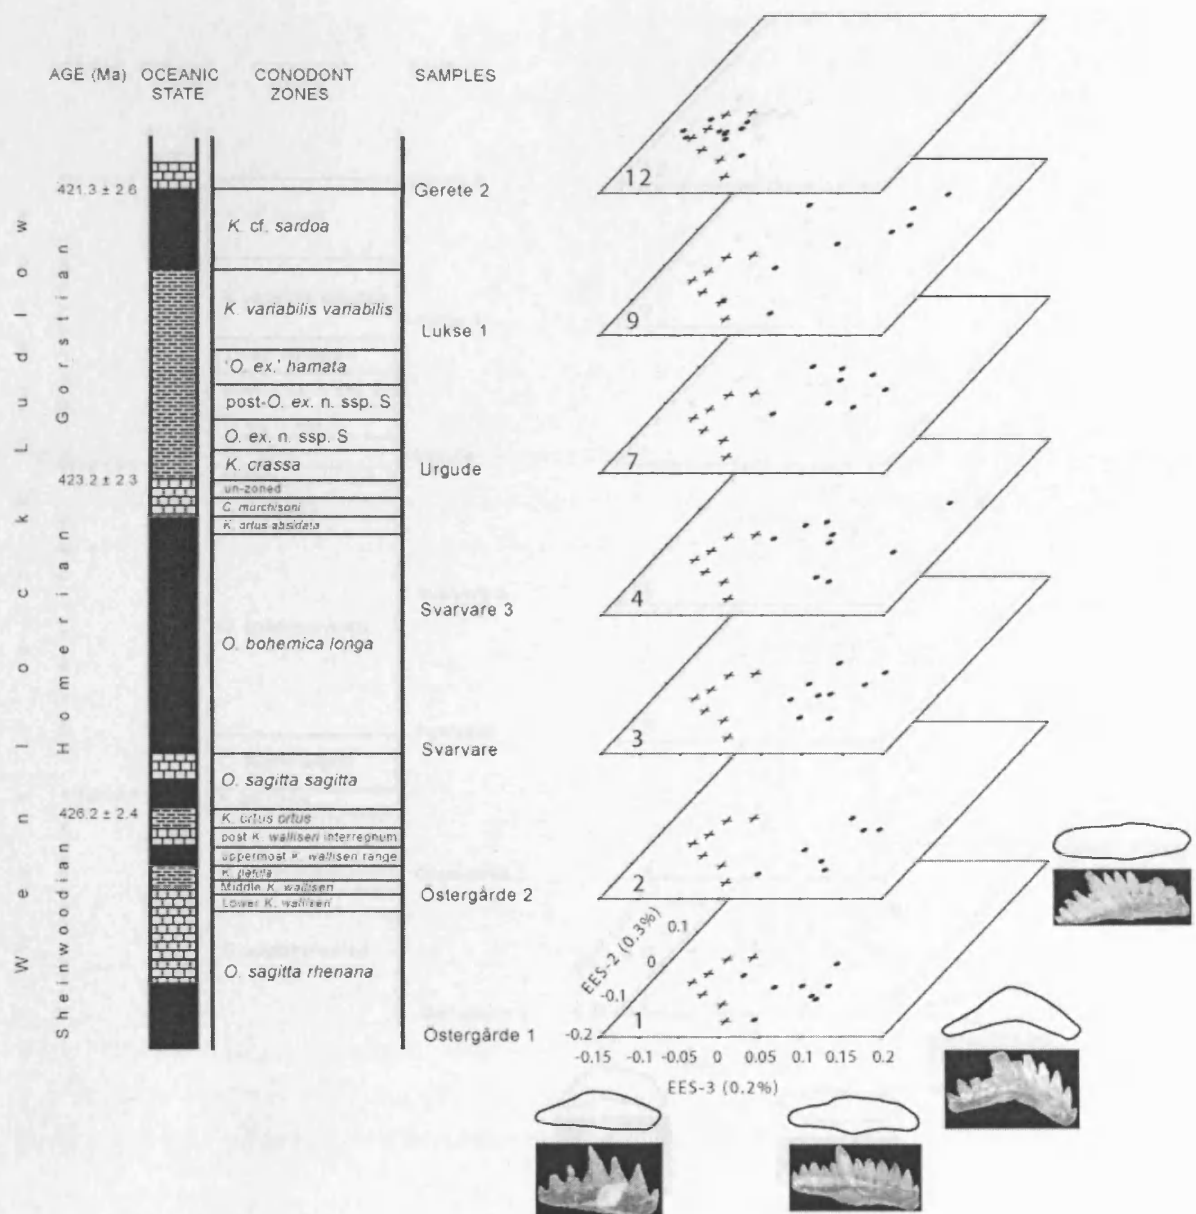 AGE (Ma) OCEANIC STATE CONODONT ZONES SAMPLES
Wenlock Ludlow
Sheinwoodian Homerian Gorstian
421.3 ± 2.6
423.2 ± 2.3
426.2 ± 2.4
K. cf. sardoa
K. variabilis variabilis
'O. ex.' hamata
post-O. ex. n. ssp. S
O. ex. n. ssp. S
K. crassa
un-zoned
C. murchisoni
K. ortus absidata
O. bohemica longa
O. sagitta sagitta
K. ortus ortus
post K. walliseri interregnum
uppermost K. walliseri range
K. patula
Middle K. walliseri
Lower K. walliseri
O. sagitta rhenana
Gerete 2
Lukse 1
Urgude
Svarvare 3
Svarvare
Östergårde 2
Östergårde 1
12
9
7
4
3
2
1
EES-2 (0.3%)
0.1
0
-0.1
-0.2
-0.15 -0.1 -0.05 0 0.05 0.1 0.15 0.2
EES-3 (0.2%)